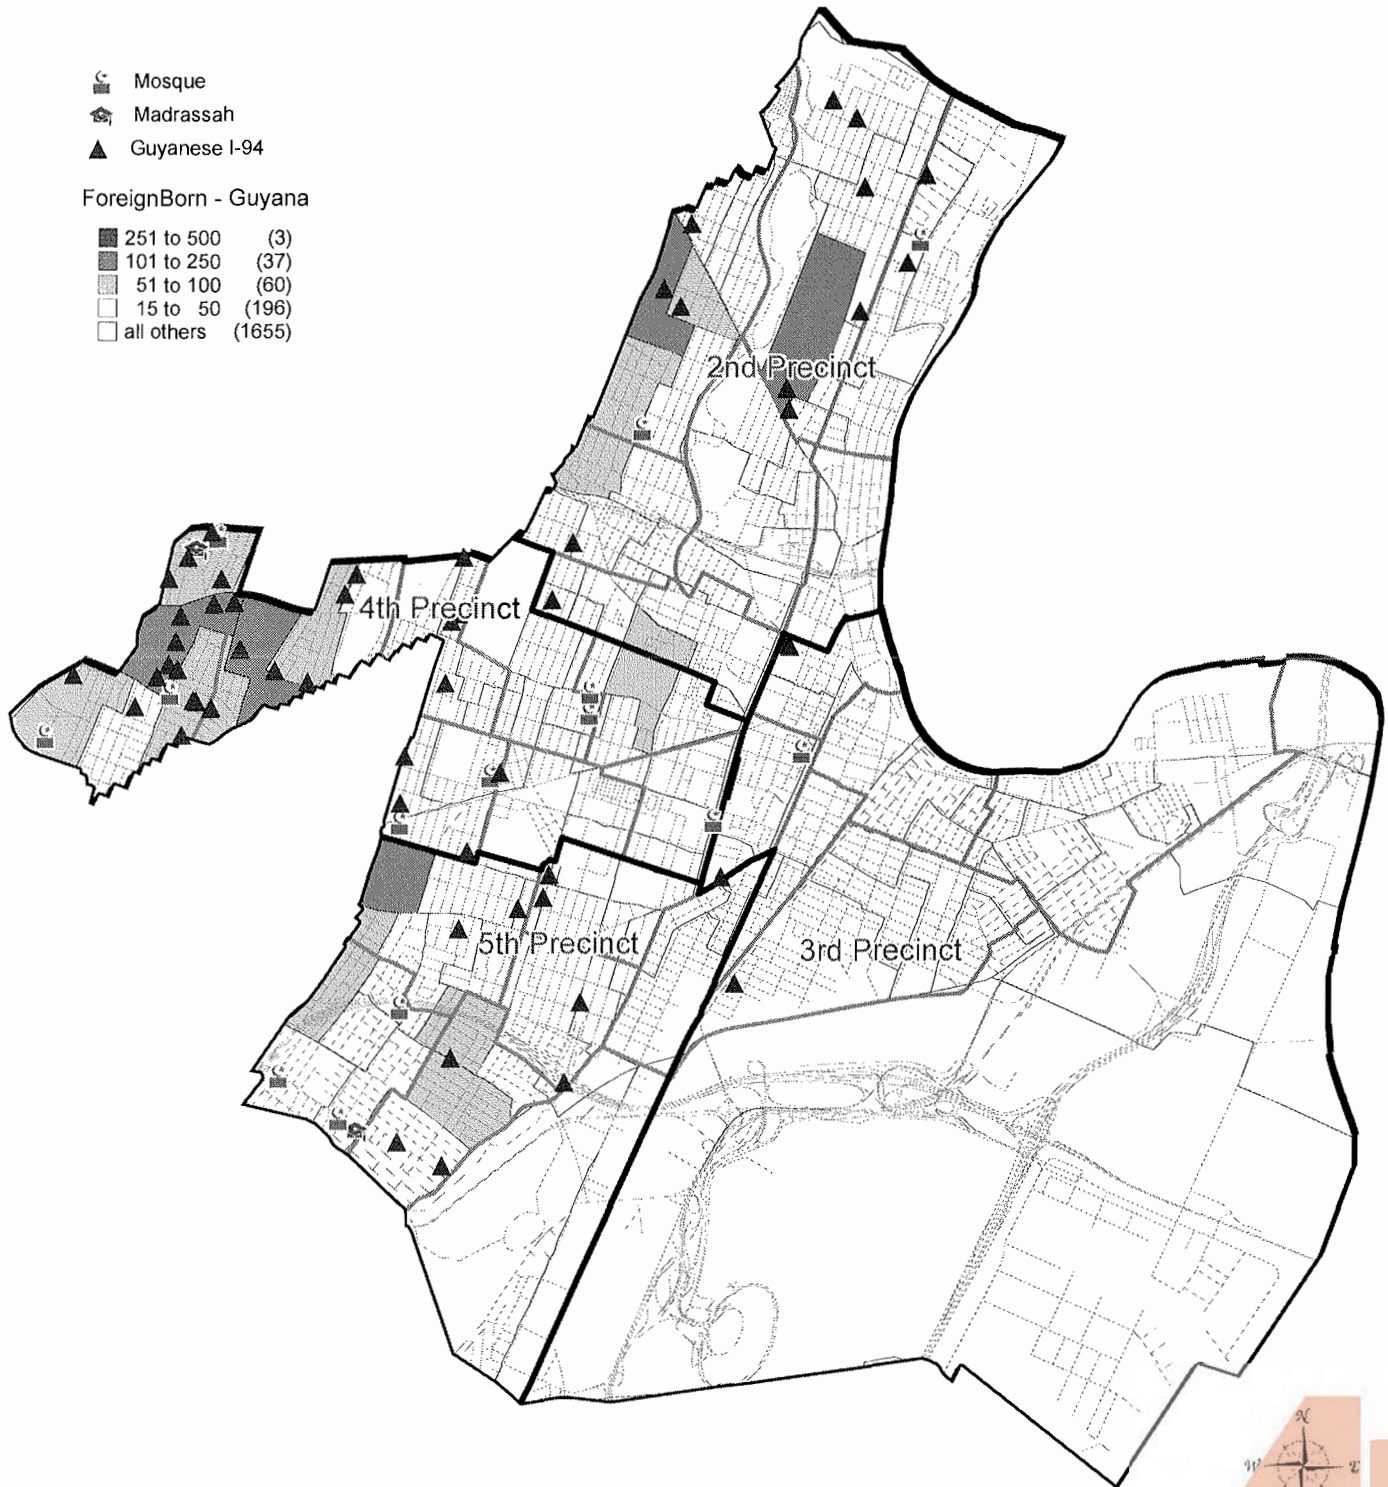 Mosque
Madrassah
Guyanese I-94
ForeignBorn - Guyana
251 to 500 (3)
101 to 250 (37)
51 to 100 (60)
15 to 50 (196)
all others (1655)
2nd Precinct
4th Precinct
5th Precinct
3rd Precinct
N
W